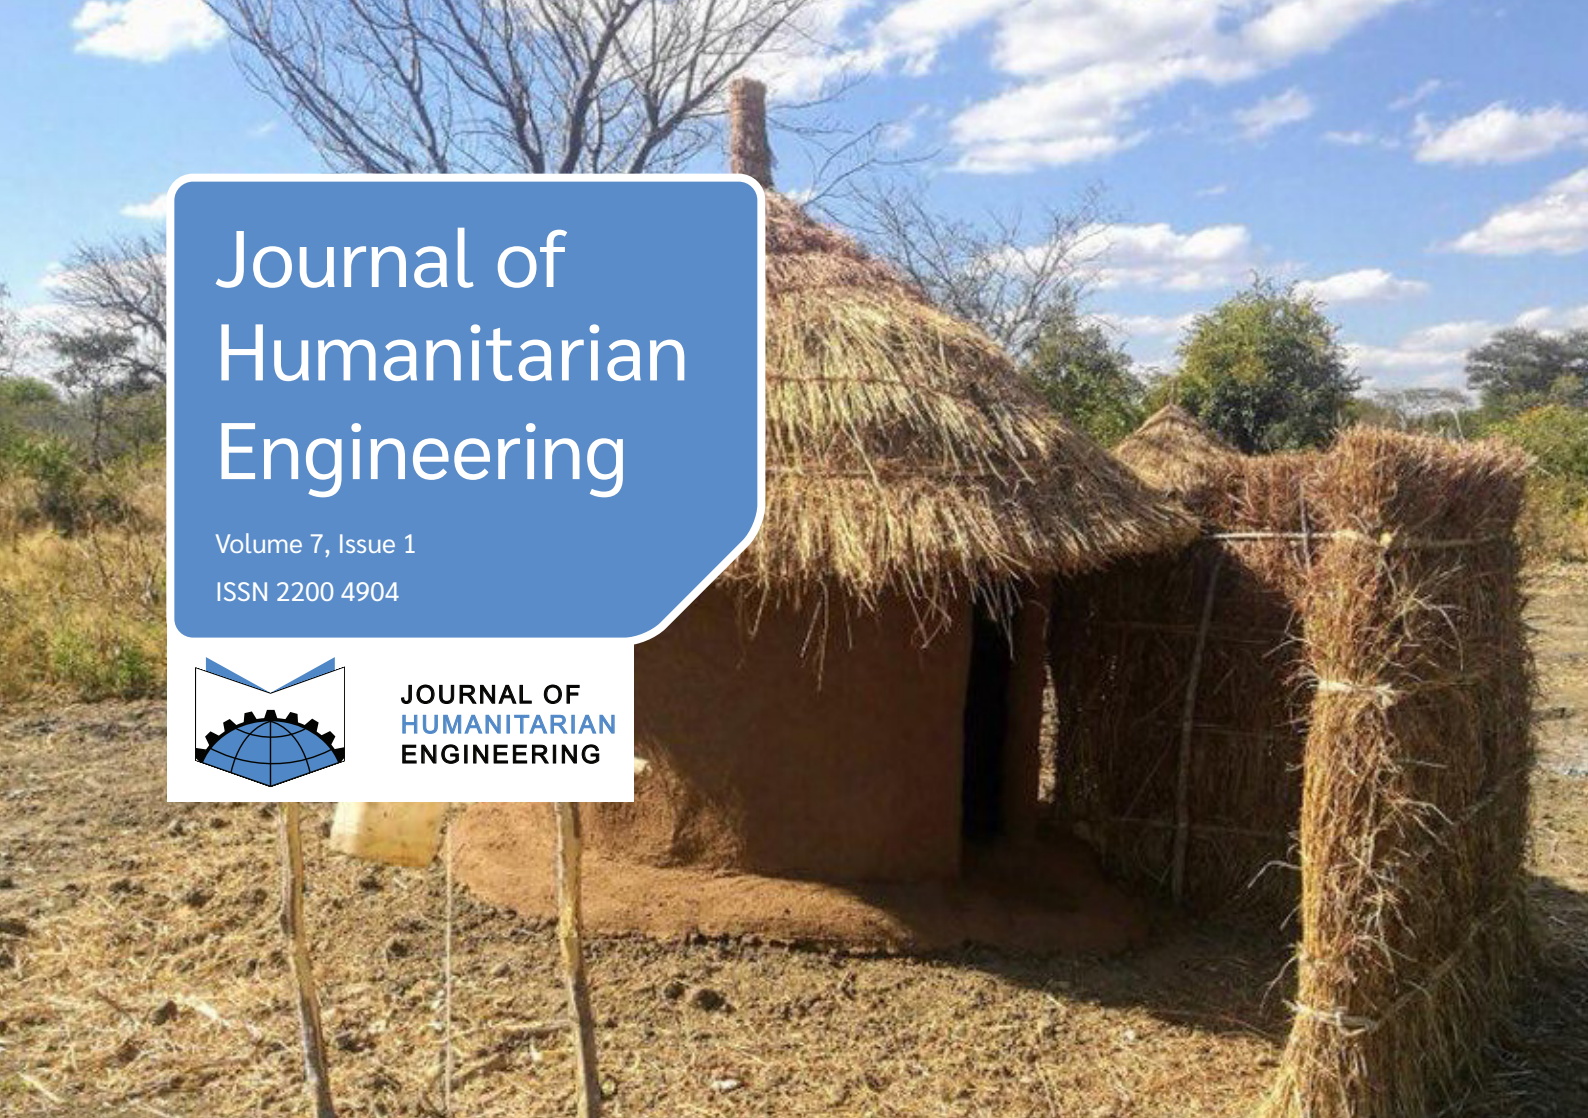 Journal of
Humanitarian
Engineering
Volume 7, Issue 1
ISSN 2200 4904
JOURNAL OF
HUMANITARIAN
ENGINEERING